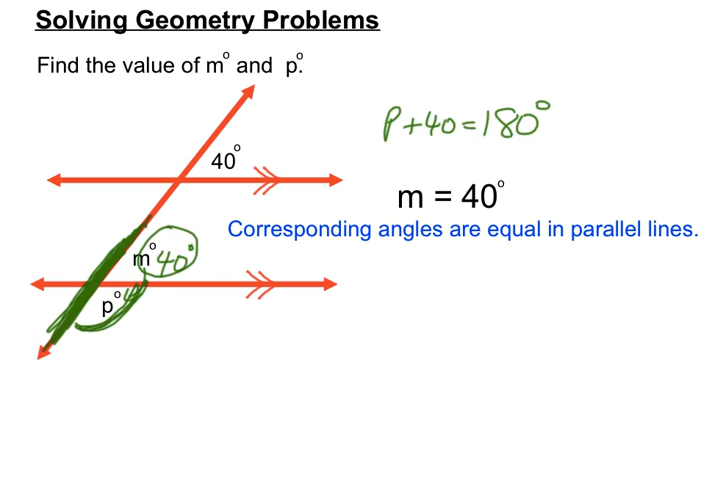 Solving Geometry Problems
Find the value of m° and p°.
P+40=180°
40°
m = 40°
Corresponding angles are equal in parallel lines.
m° 40°
p°